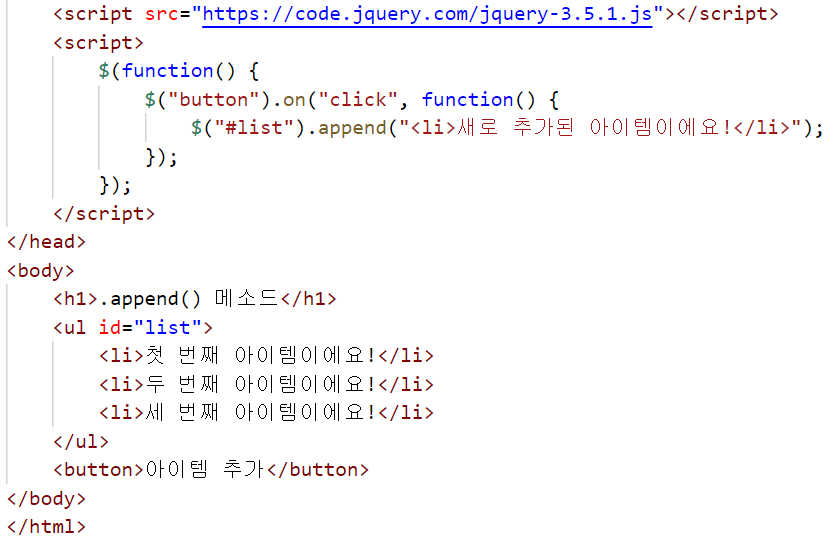 <script src="https://code.jquery.com/jquery-3.5.1.js"></script>
<script>
$(function() {
$("button").on("click", function() {
$("#list").append("<li>새로 추가된 아이템이에요!</li>");
});
});
</script>
</head>
<body>
<h1>.append() 메소드</h1>
<ul id="list">
<li>첫 번째 아이템이에요!</li>
<li>두 번째 아이템이에요!</li>
<li>세 번째 아이템이에요!</li>
</ul>
<button>아이템 추가</button>
</body>
</html>